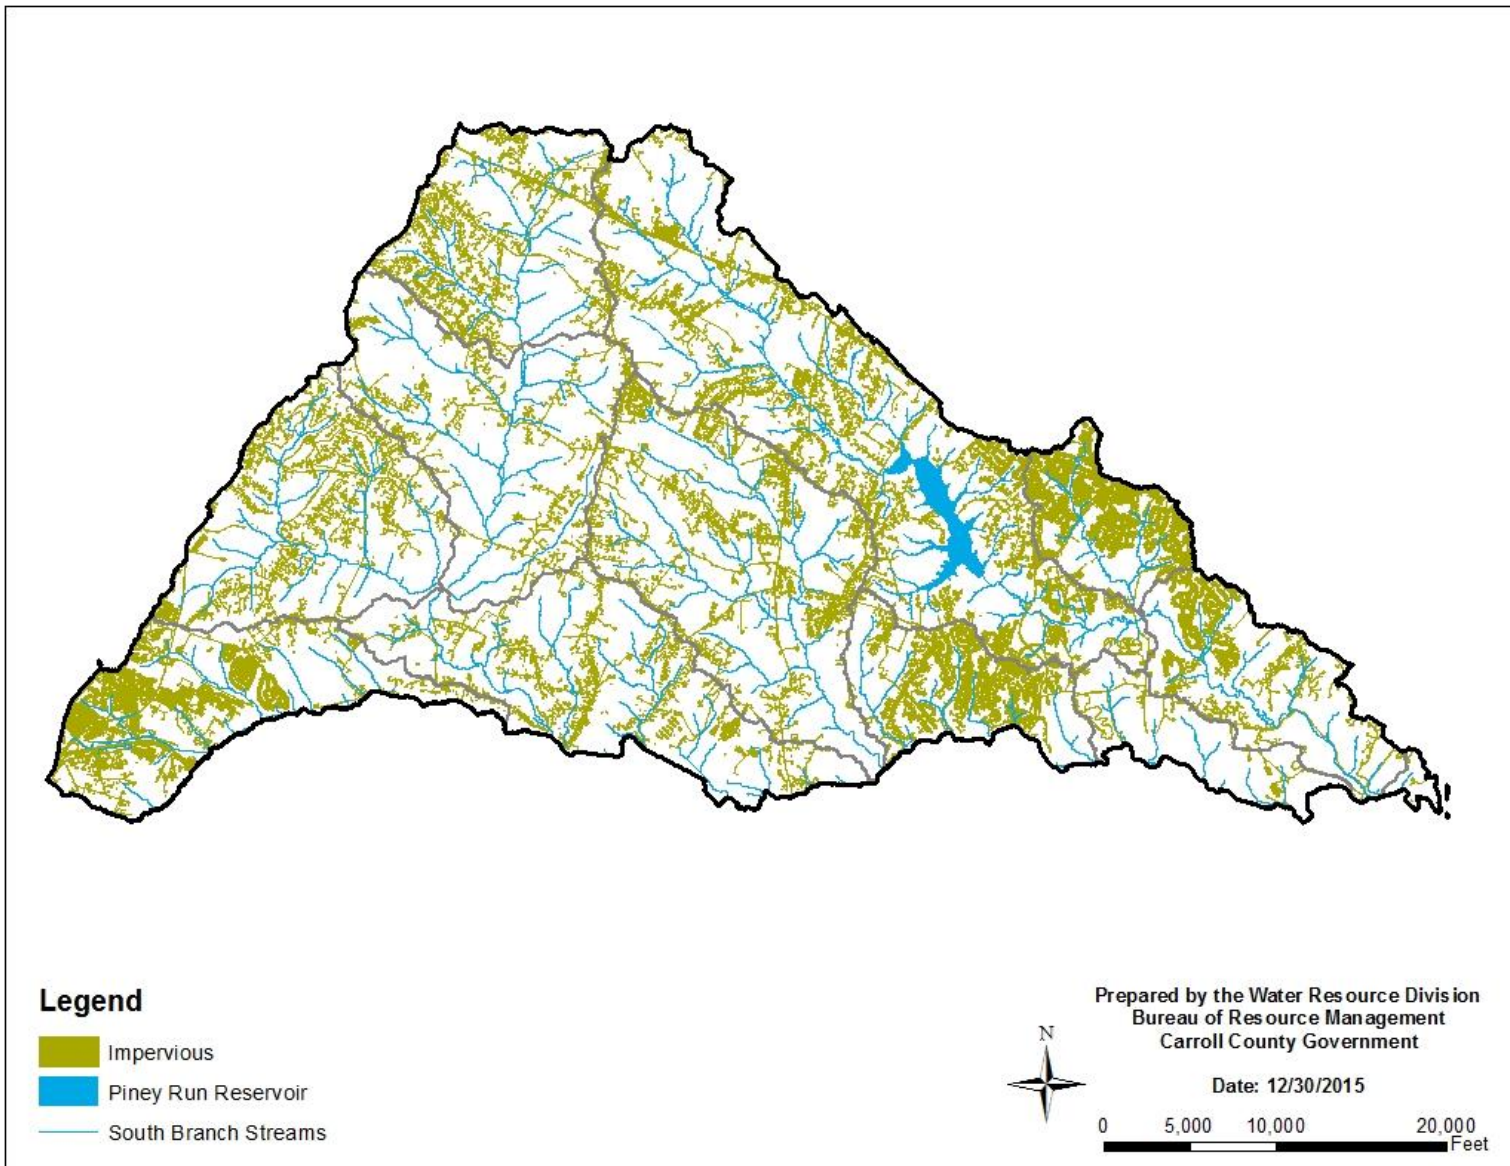 Legend
Impervious
Piney Run Reservoir
South Branch Streams
Prepared by the Water Resource Division
Bureau of Resource Management
Carroll County Government
N
Date: 12/30/2015
0 5,000 10,000 20,000
Feet